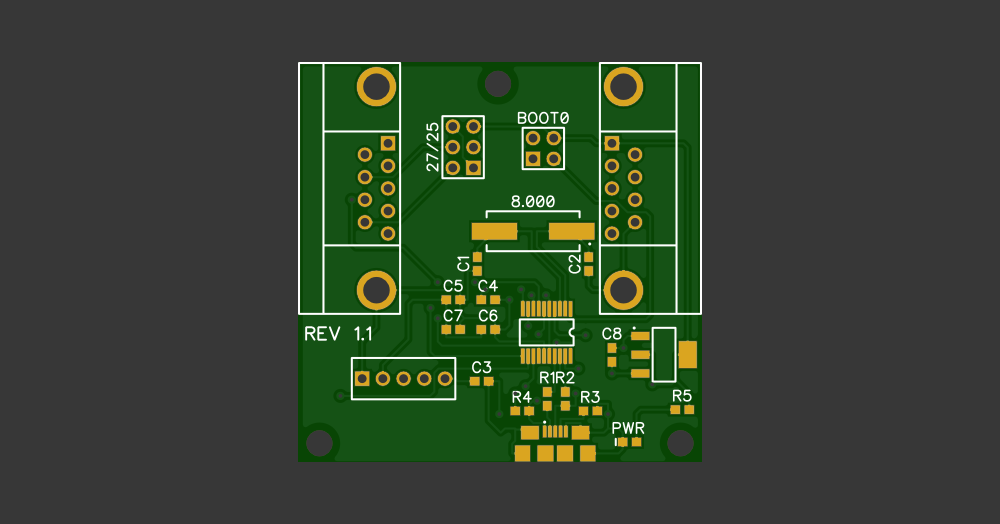 BOOT0
27/25
8.000
C1
C2
C5 C4
C7 C6
REV 1.1
C8
C3
R1R2
R4
R3
R5
PWR